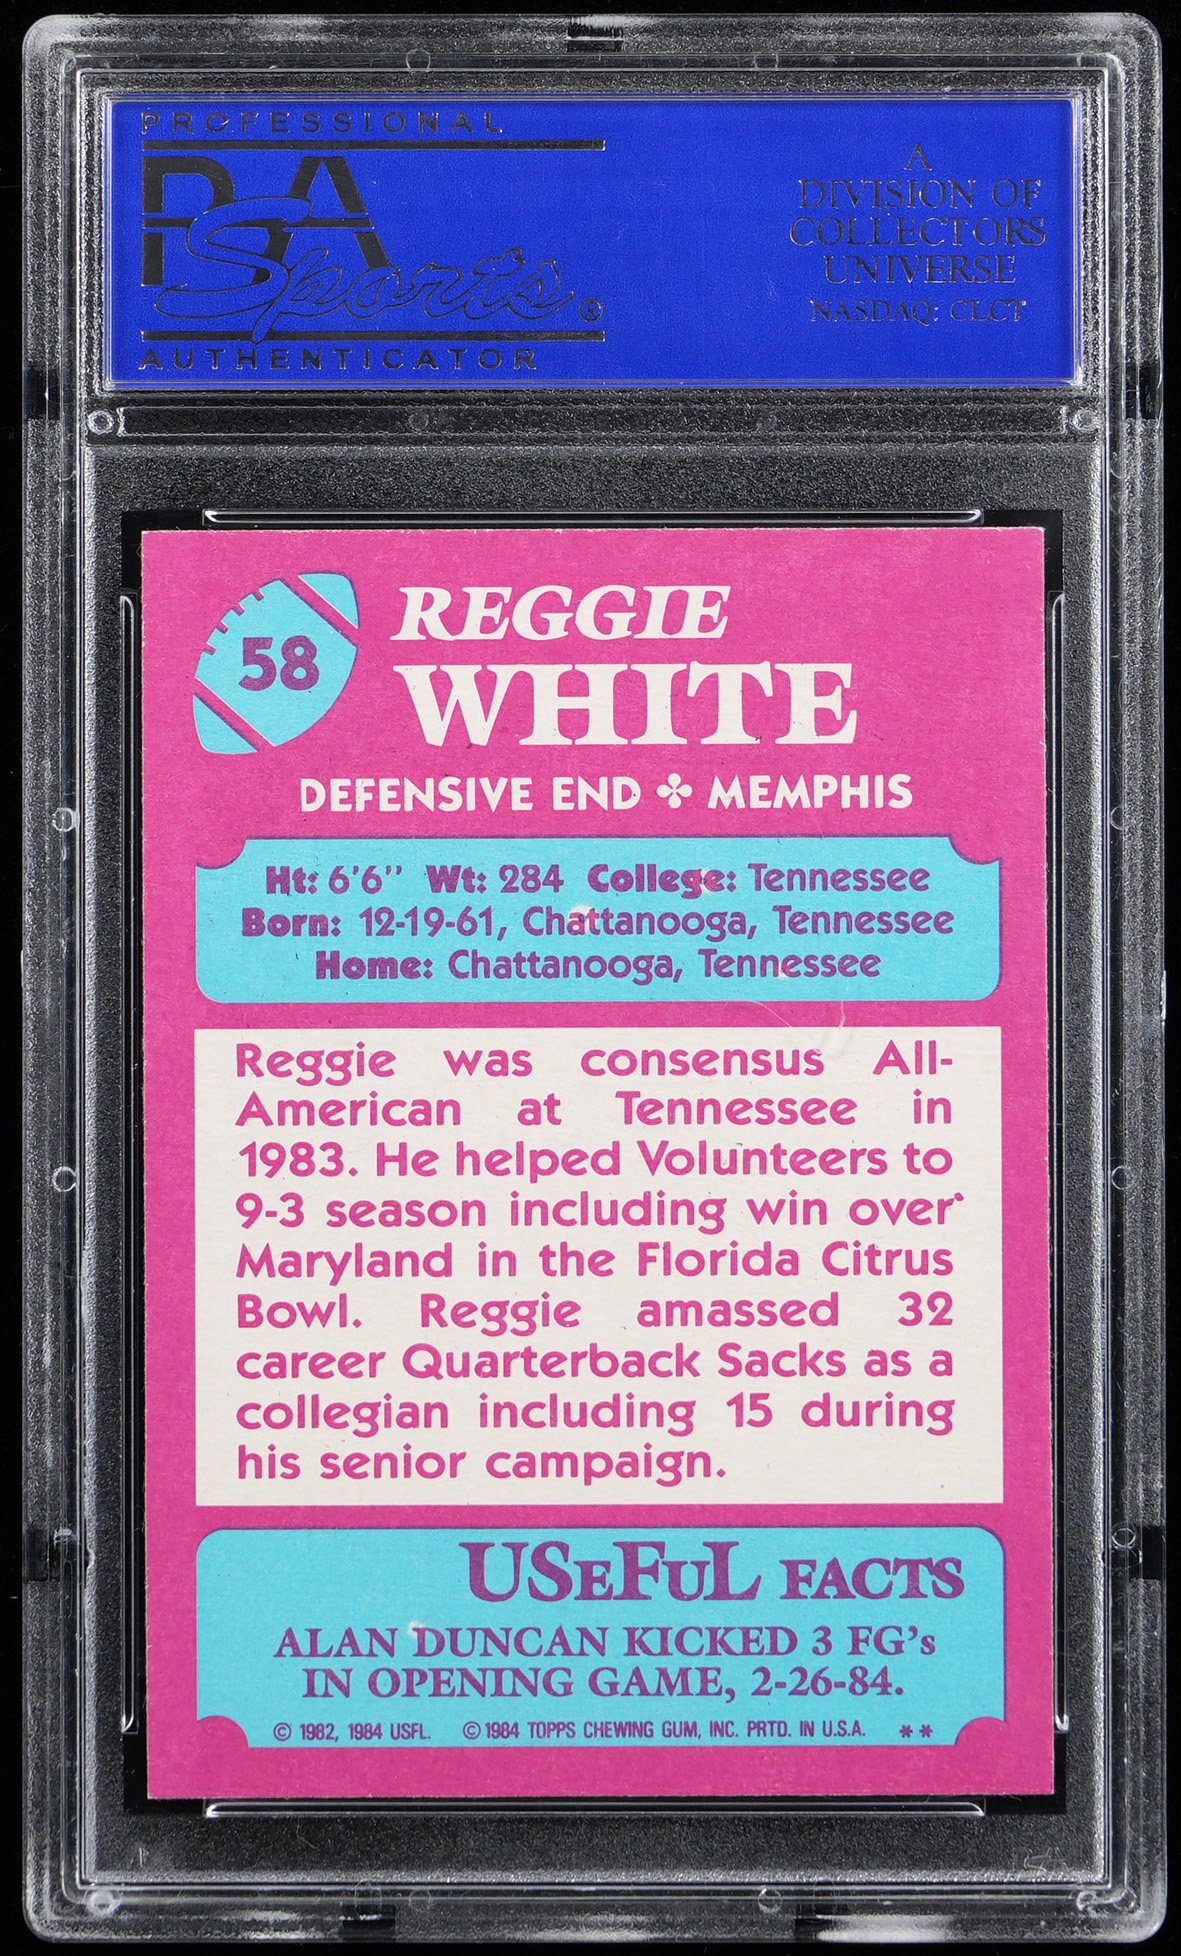 PROFESSIONAL
PSA
Sports®
AUTHENTICATOR
A
DIVISION OF
COLLECTORS
UNIVERSE
NASDAQ: CLCT
58
REGGIE
WHITE
DEFENSIVE END ✤ MEMPHIS
Ht: 6'6" Wt: 284 College: Tennessee
Born: 12-19-61, Chattanooga, Tennessee
Home: Chattanooga, Tennessee
Reggie was consensus All-
American at Tennessee in
1983. He helped Volunteers to
9-3 season including win over
Maryland in the Florida Citrus
Bowl. Reggie amassed 32
career Quarterback Sacks as a
collegian including 15 during
his senior campaign.
USeFuL FACTS
ALAN DUNCAN KICKED 3 FG's
IN OPENING GAME, 2-26-84.
© 1982, 1984 USFL. © 1984 TOPPS CHEWING GUM, INC. PRTD. IN U.S.A. **